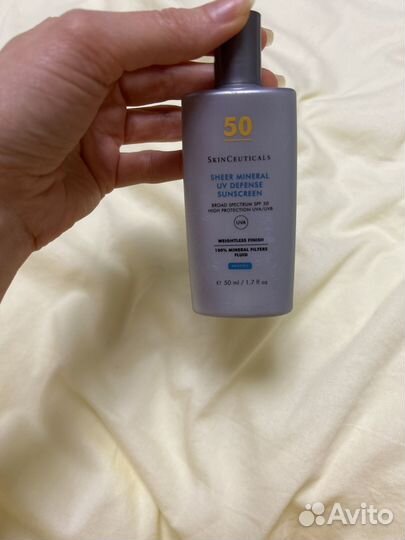 50
SKINCEUTICALS
SHEER MINERAL
UV DEFENSE
SUNSCREEN
BROAD SPECTRUM SPF 50
HIGH PROTECTION UVA/UVB
UVA
WEIGHTLESS FINISH
100% MINERAL FILTERS
FLUID
℮ 50 ml / 1.7 fl oz
Avito